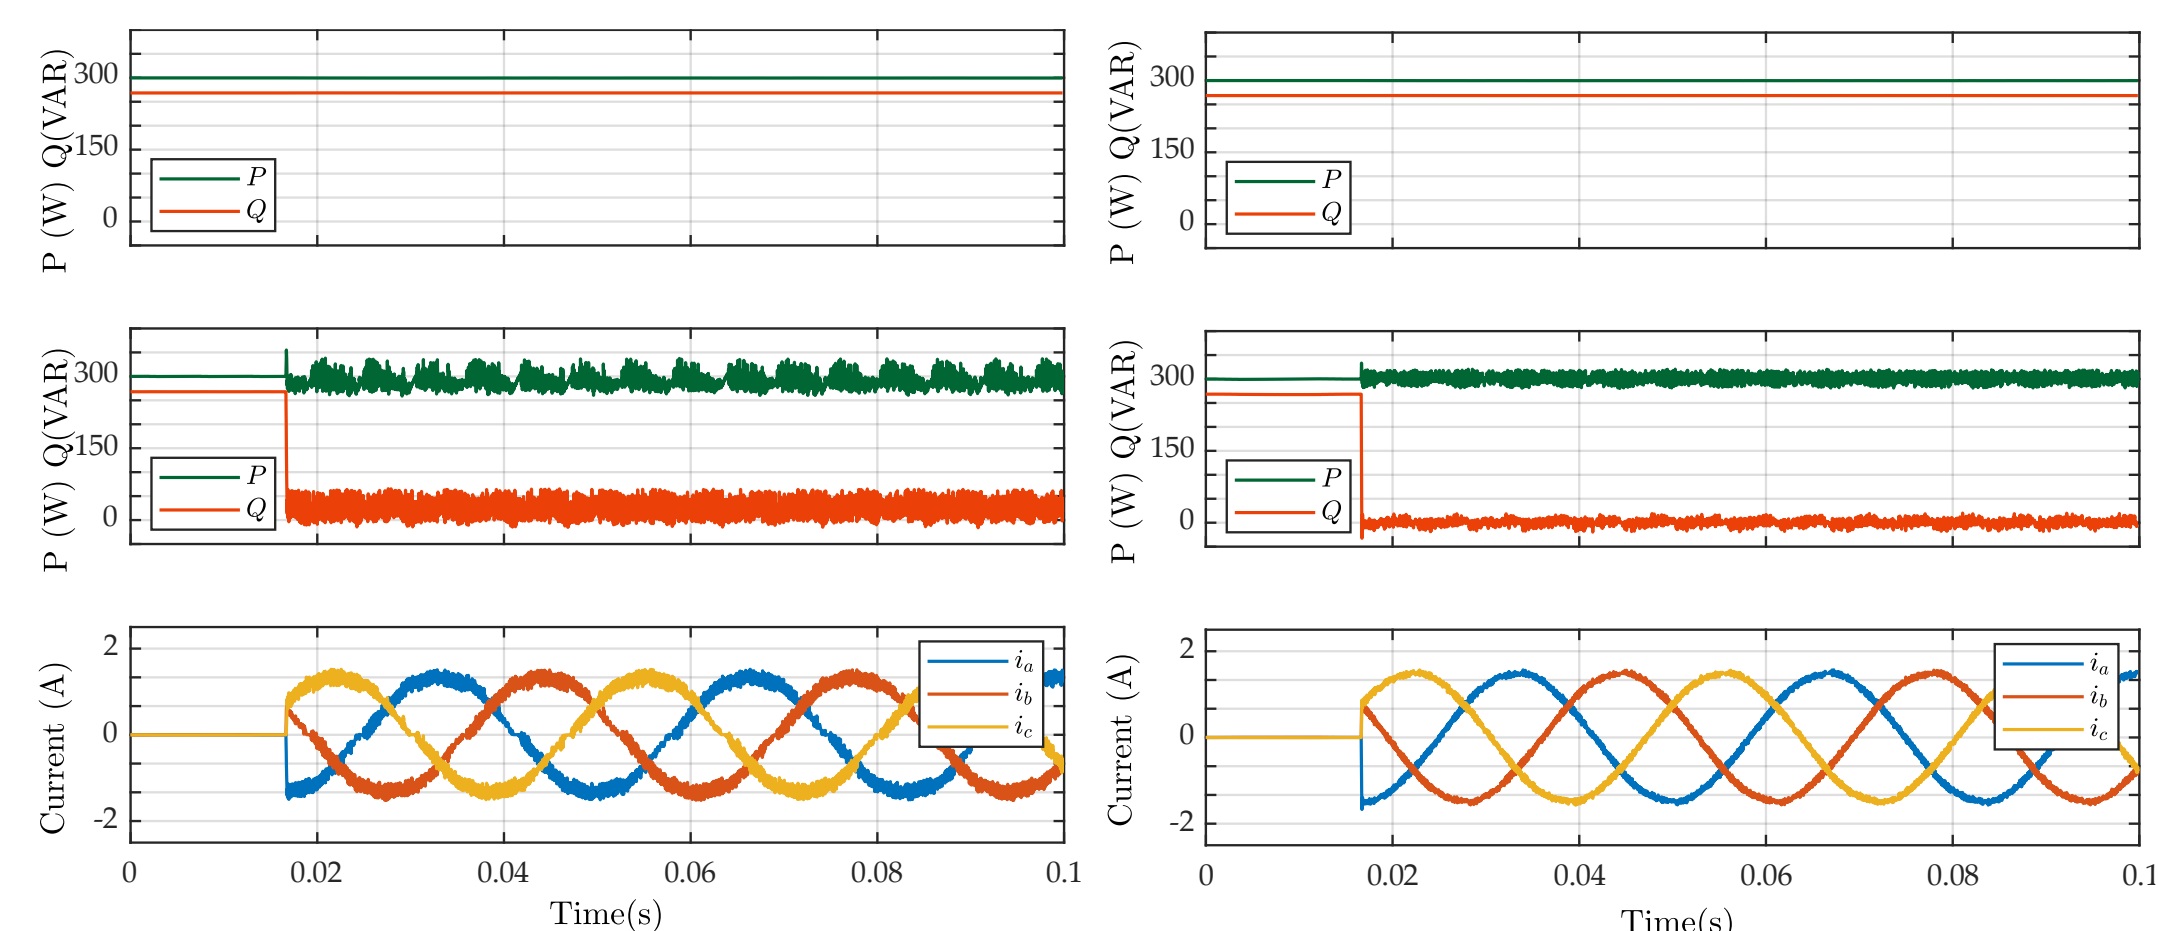 P (W) Q(VAR)
300
150
0
P
Q
P (W) Q(VAR)
300
150
0
P
Q
P (W) Q(VAR)
300
150
0
P
Q
P (W) Q(VAR)
300
150
0
P
Q
Current (A)
2
0
-2
i_a
i_b
i_c
0 0.02 0.04 0.06 0.08 0.1
Time(s)
Current (A)
2
0
-2
i_a
i_b
i_c
0 0.02 0.04 0.06 0.08 0.1
Time(s)